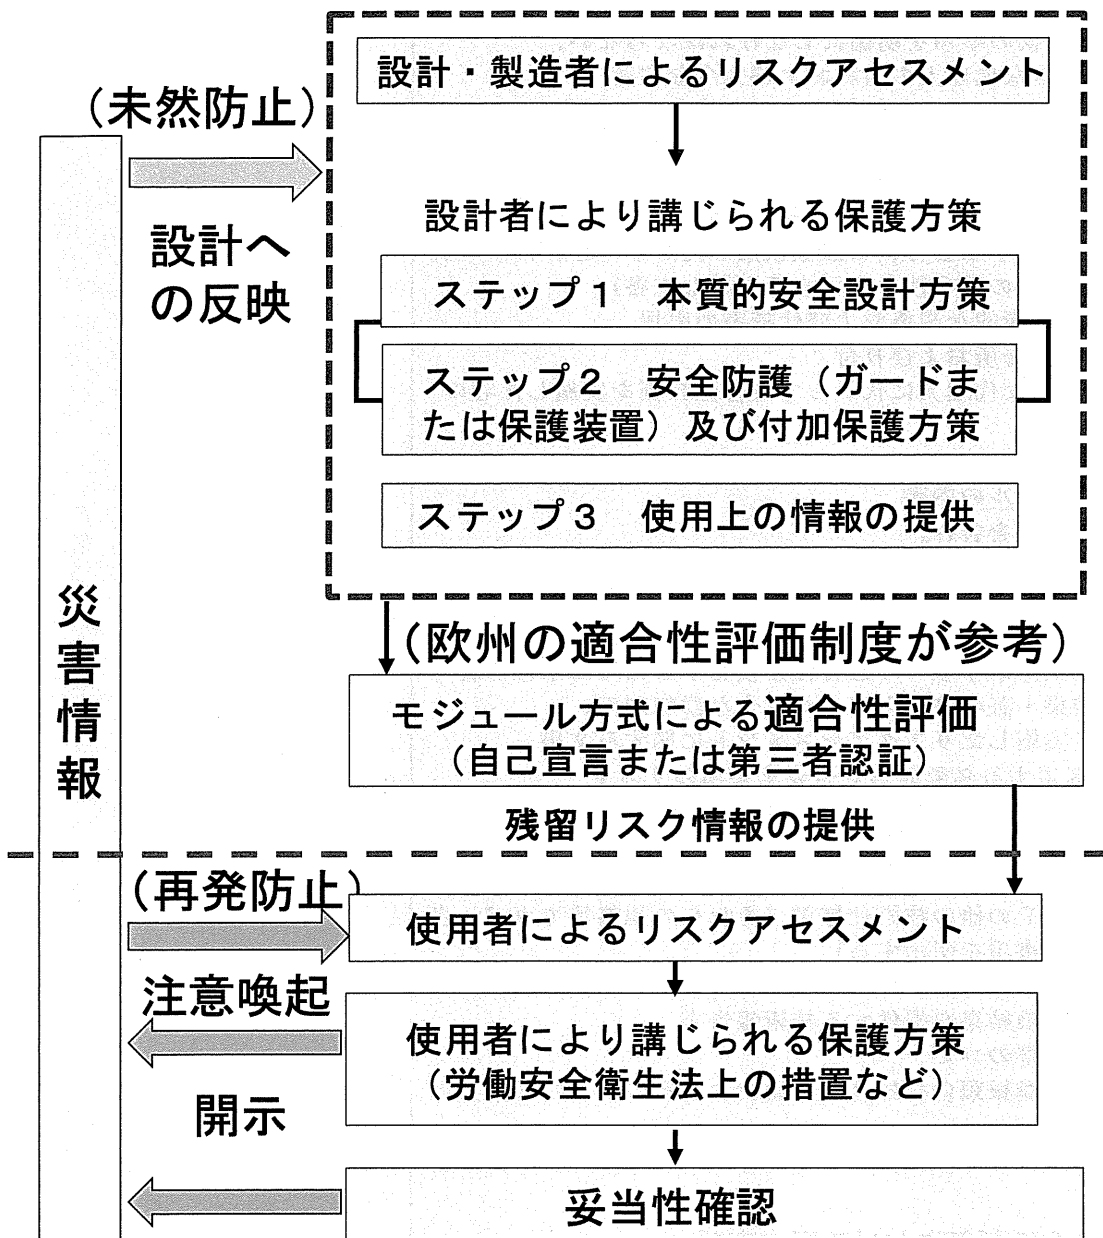 設計・製造者によるリスクアセスメント
(未然防止)
設計へ
の反映
設計者により講じられる保護方策
ステップ1 本質的安全設計方策
ステップ2 安全防護(ガードま
たは保護装置)及び付加保護方策
ステップ3 使用上の情報の提供
災害情報
(欧州の適合性評価制度が参考)
モジュール方式による適合性評価
(自己宣言または第三者認証)
残留リスク情報の提供
(再発防止)
使用者によるリスクアセスメント
注意喚起
使用者により講じられる保護方策
(労働安全衛生法上の措置など)
開示
妥当性確認